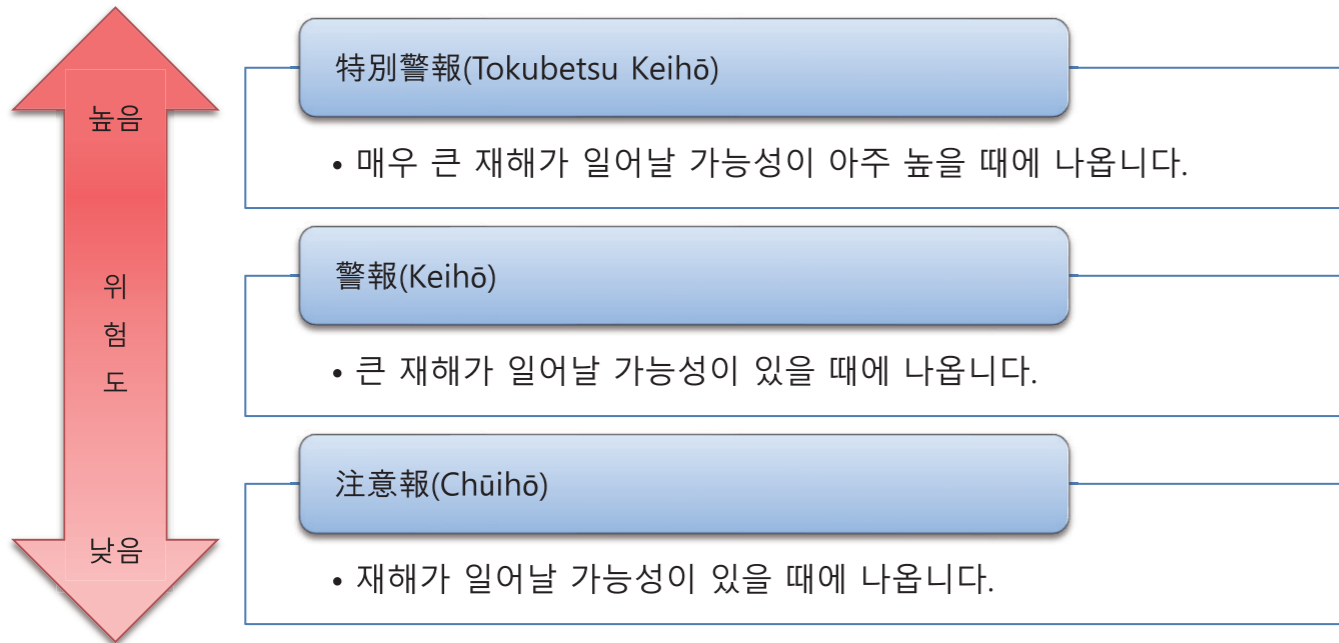 높음
위
험
도
낮음
特別警報(Tokubetsu Keihō)
• 매우 큰 재해가 일어날 가능성이 아주 높을 때에 나옵니다.
警報(Keihō)
• 큰 재해가 일어날 가능성이 있을 때에 나옵니다.
注意報(Chūihō)
• 재해가 일어날 가능성이 있을 때에 나옵니다.